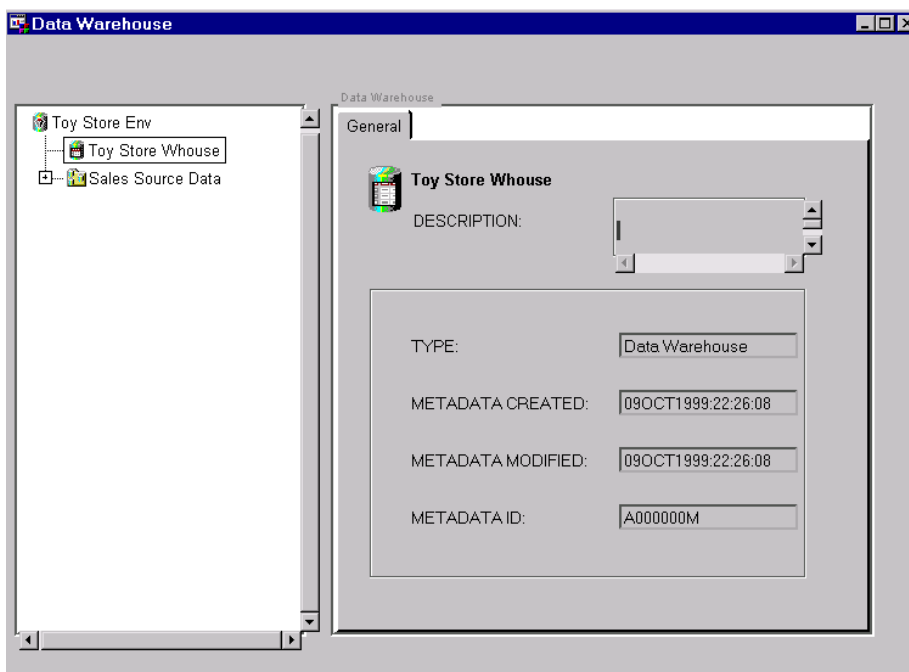 Data Warehouse
Toy Store Env
Toy Store Whouse
Sales Source Data
Data Warehouse
General
Toy Store Whouse
DESCRIPTION:
TYPE: Data Warehouse
METADATA CREATED: 09OCT1999:22:26:08
METADATA MODIFIED: 09OCT1999:22:26:08
METADATA ID: A000000M